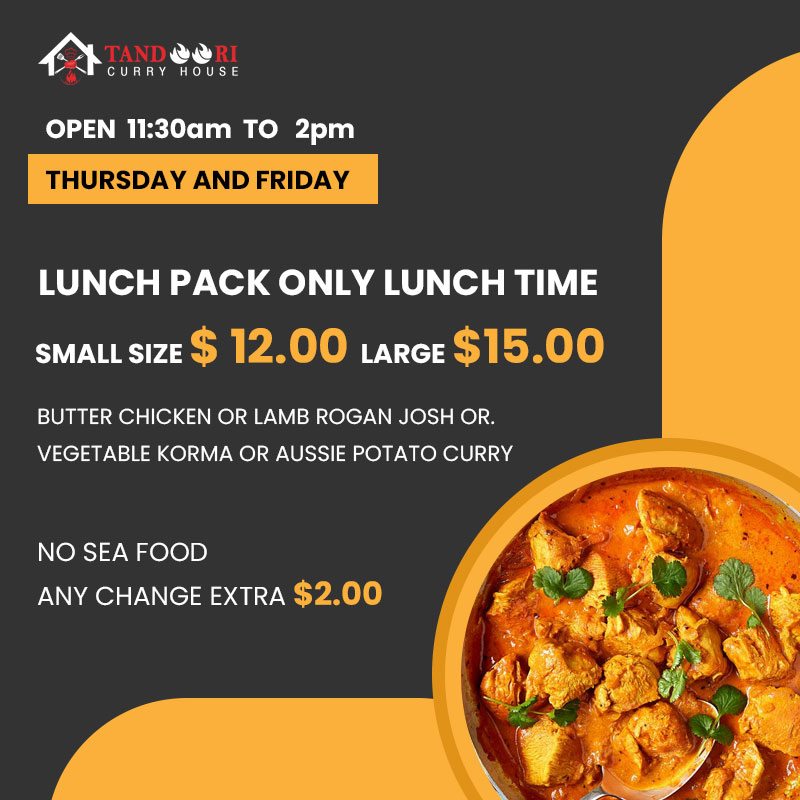 TANDOORI
CURRY HOUSE
OPEN 11:30am TO 2pm
THURSDAY AND FRIDAY
LUNCH PACK ONLY LUNCH TIME
SMALL SIZE $ 12.00 LARGE $15.00
BUTTER CHICKEN OR LAMB ROGAN JOSH OR.
VEGETABLE KORMA OR AUSSIE POTATO CURRY
NO SEA FOOD
ANY CHANGE EXTRA $2.00